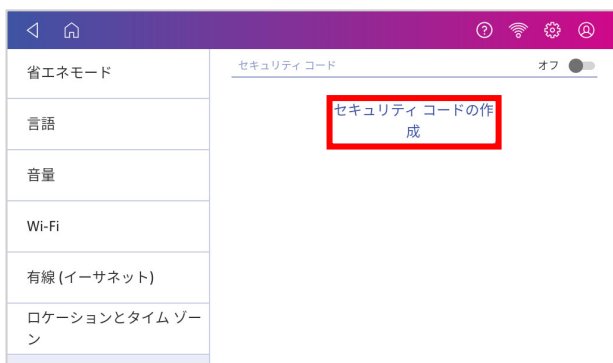 省エネモード
言語
音量
Wi-Fi
有線 (イーサネット)
ロケーションとタイム ゾー
ン
セキュリティ コード
オフ
セキュリティ コードの作
成